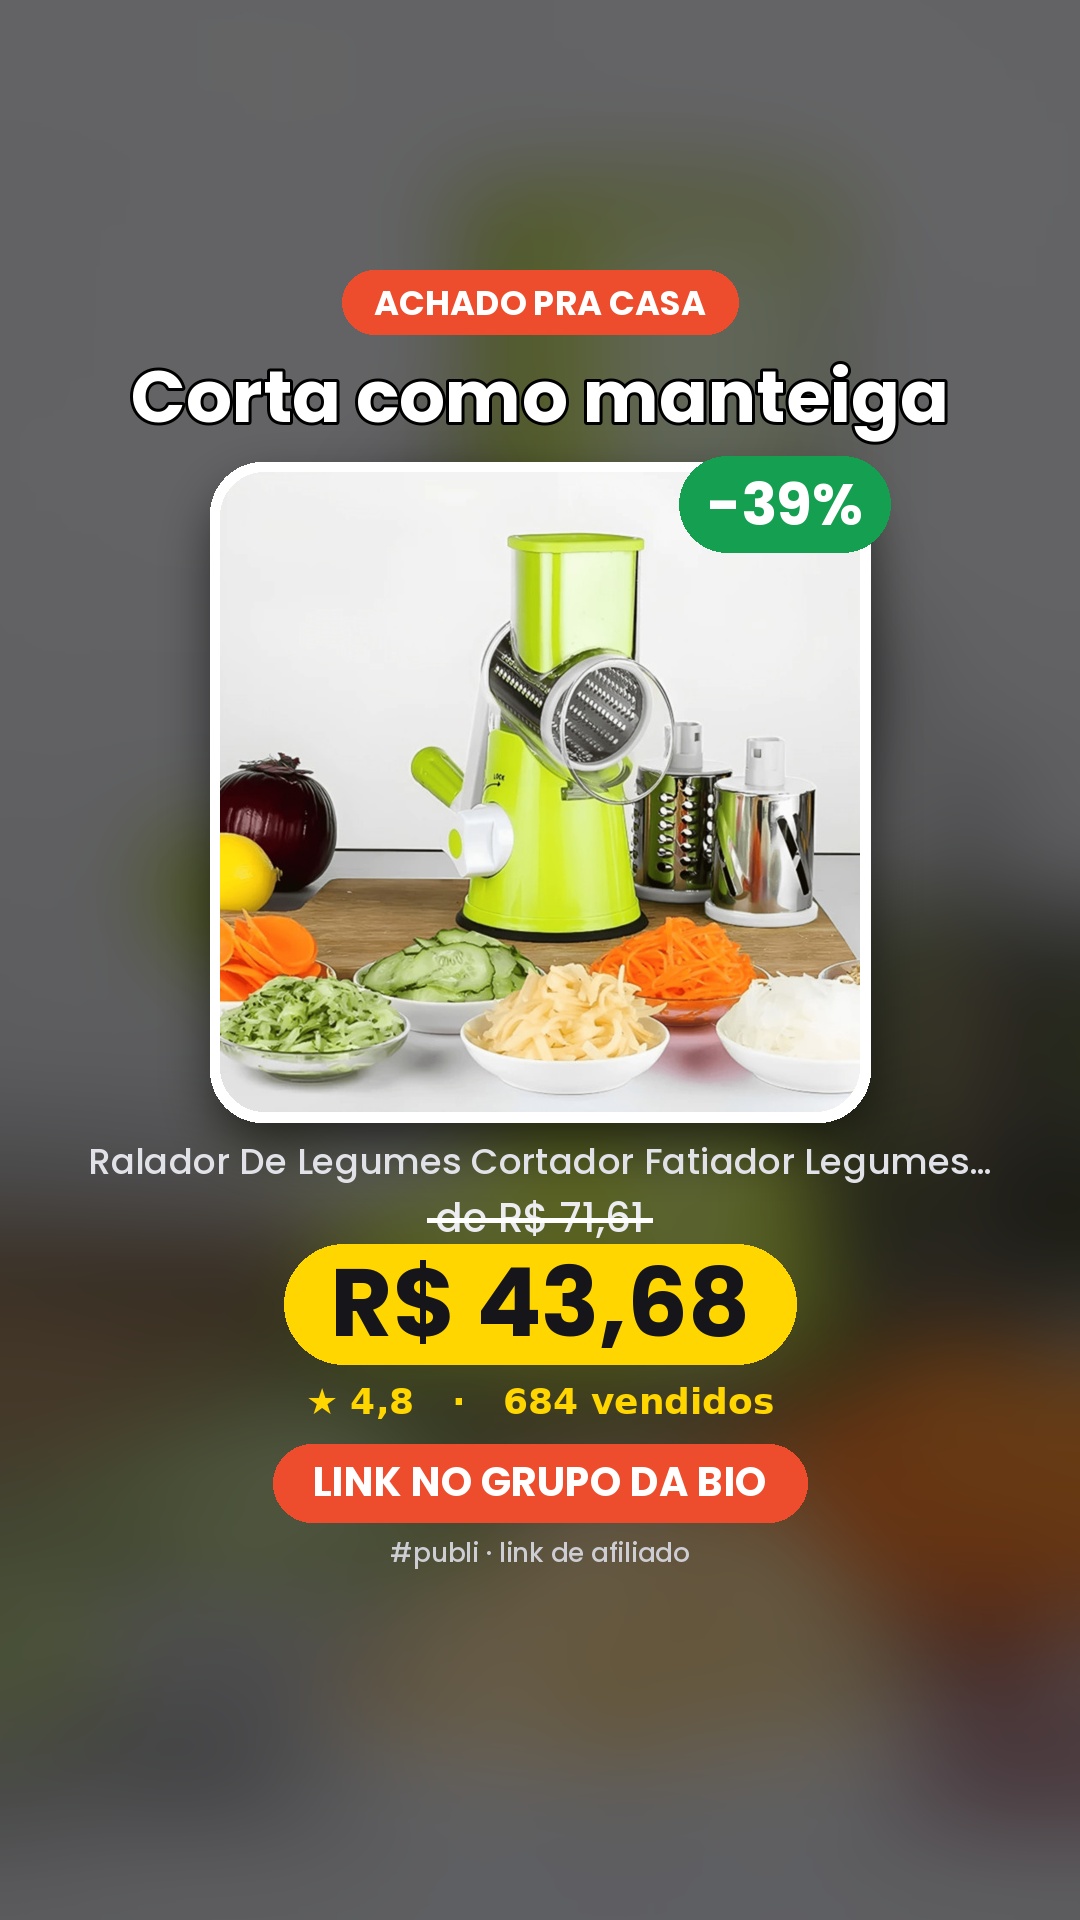 ACHADO PRA CASA
Corta como manteiga
-39%
LOCK
Ralador De Legumes Cortador Fatiador Legumes...
de R$ 71,61
R$ 43,68
★ 4,8 · 684 vendidos
LINK NO GRUPO DA BIO
#publi · link de afiliado